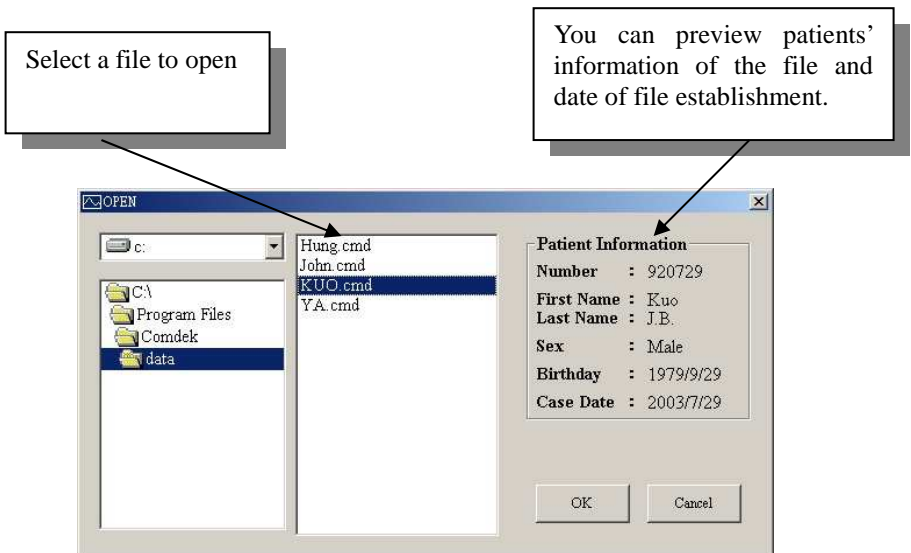 Select a file to open
You can preview patients’
information of the file and
date of file establishment.
OPEN
c:
C:\
Program Files
Comdek
data
Hung.cmd
John.cmd
KUO.cmd
YA.cmd
Patient Information
Number : 920729
First Name : Kuo
Last Name : J.B.
Sex : Male
Birthday : 1979/9/29
Case Date : 2003/7/29
OK
Cancel